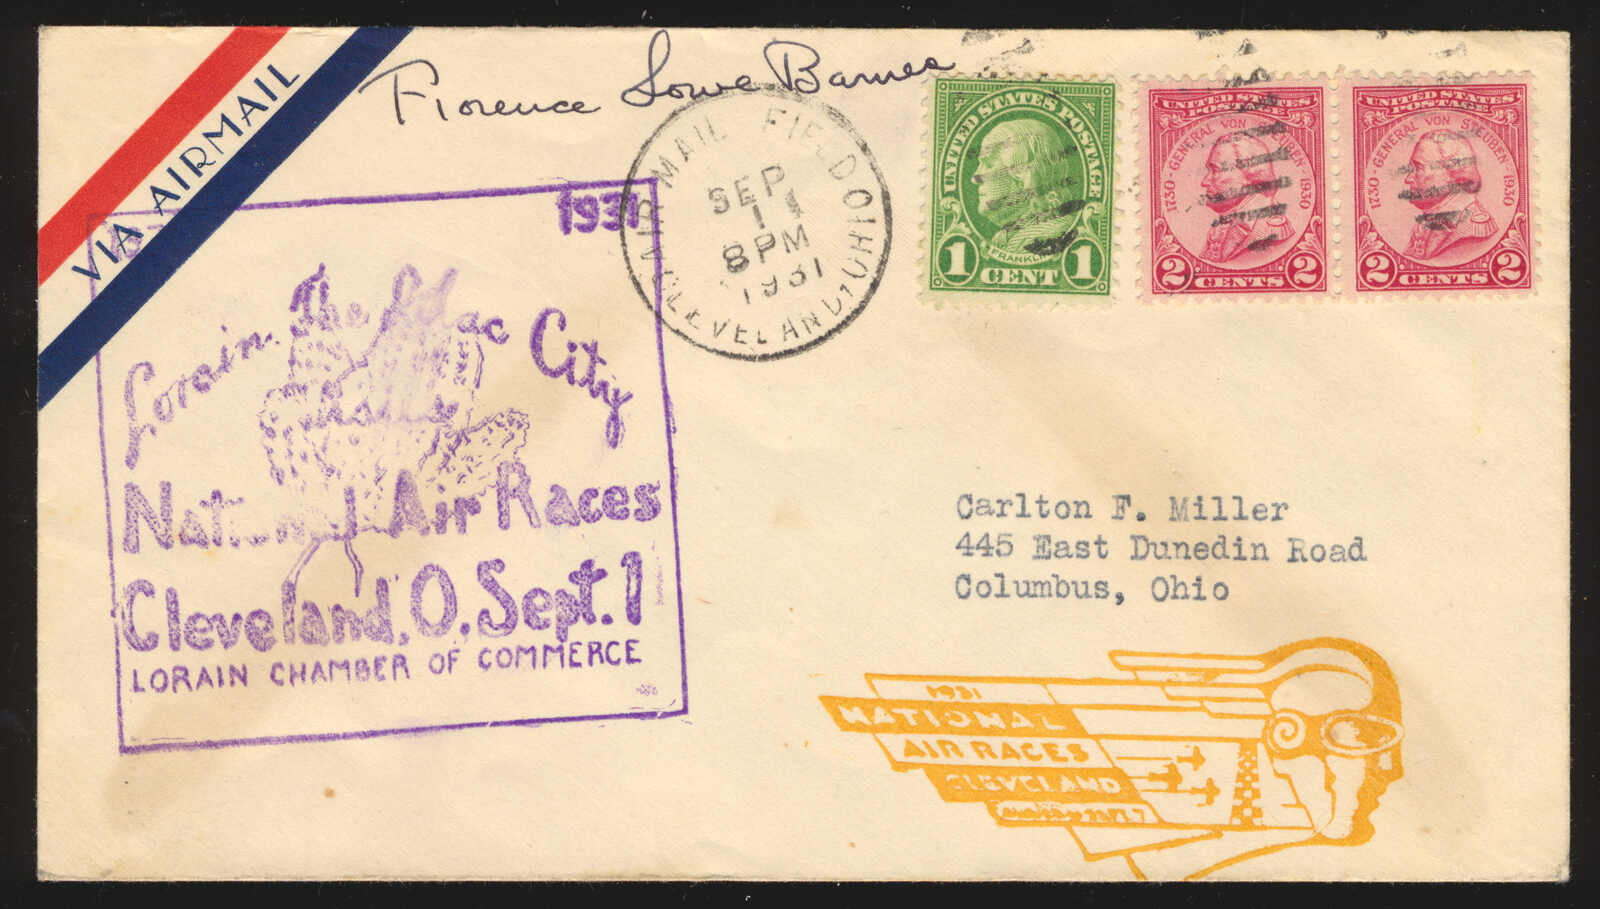 VIA AIRMAIL
Florence Lowe Barnes
AIR MAIL FIELD
SEP
1
8 PM
1931
CLEVELAND, OHIO
UNITED STATES POSTAGE
FRANKLIN
1 CENT 1
UNITED STATES
POSTAGE
1730 - GENERAL VON STEUBEN - 1930
2 CENTS 2
UNITED STATES
POSTAGE
1730 - GENERAL VON STEUBEN - 1930
2 CENTS 2
1931
Lorain The Lilac City
National Air Races
Cleveland, O, Sept. 1
LORAIN CHAMBER OF COMMERCE
Carlton F. Miller
445 East Dunedin Road
Columbus, Ohio
1931
NATIONAL
AIR RACES
CLEVELAND